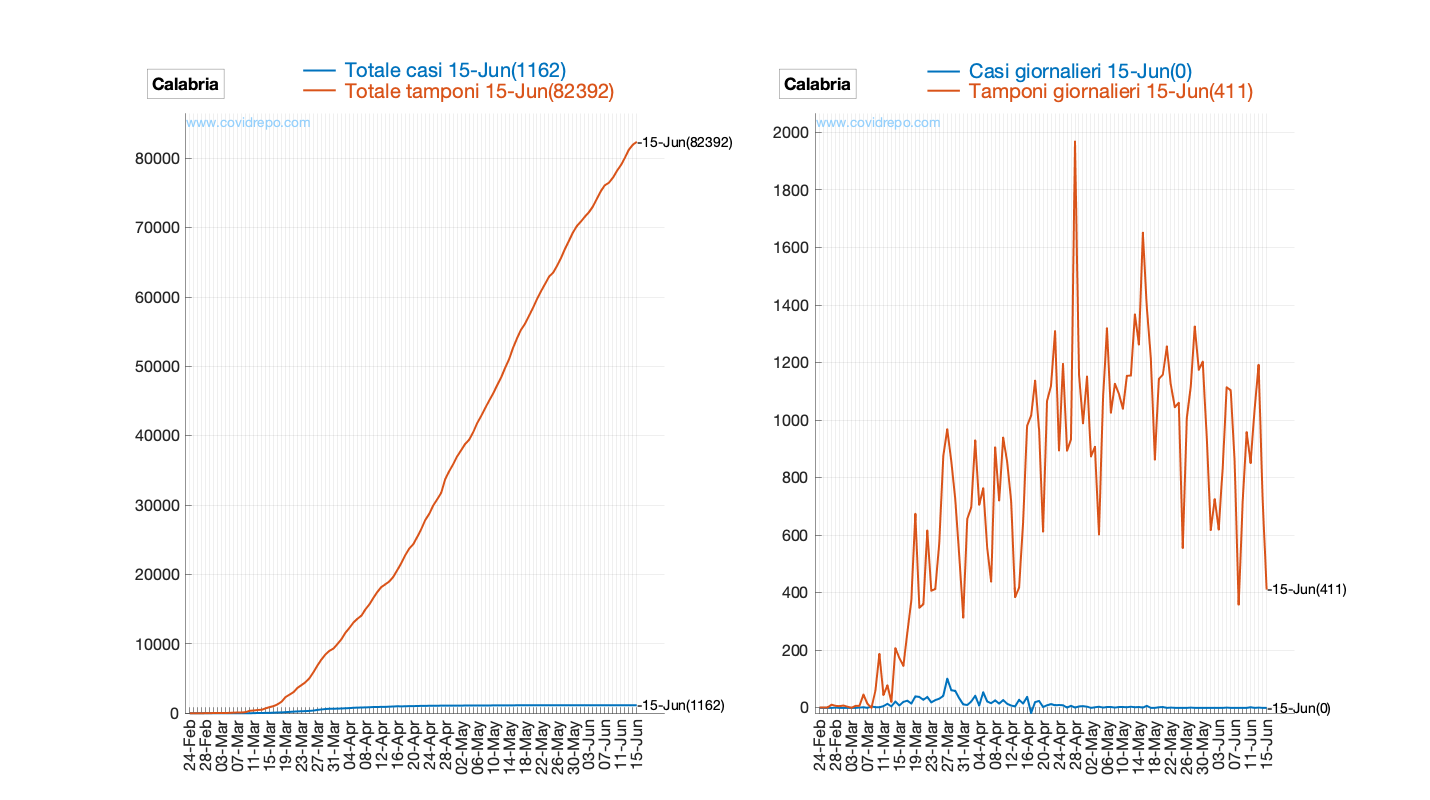 Calabria
Totale casi 15-Jun(1162)
Totale tamponi 15-Jun(82392)
www.covidrepo.com
15-Jun(82392)
80000
70000
60000
50000
40000
30000
20000
10000
0
15-Jun(1162)
24-Feb
28-Feb
03-Mar
07-Mar
11-Mar
15-Mar
19-Mar
23-Mar
27-Mar
31-Mar
04-Apr
08-Apr
12-Apr
16-Apr
20-Apr
24-Apr
28-Apr
02-May
06-May
10-May
14-May
18-May
22-May
26-May
30-May
03-Jun
07-Jun
11-Jun
15-Jun
Calabria
Casi giornalieri 15-Jun(0)
Tamponi giornalieri 15-Jun(411)
www.covidrepo.com
2000
1800
1600
1400
1200
1000
800
600
400
200
0
15-Jun(411)
15-Jun(0)
24-Feb
28-Feb
03-Mar
07-Mar
11-Mar
15-Mar
19-Mar
23-Mar
27-Mar
31-Mar
04-Apr
08-Apr
12-Apr
16-Apr
20-Apr
24-Apr
28-Apr
02-May
06-May
10-May
14-May
18-May
22-May
26-May
30-May
03-Jun
07-Jun
11-Jun
15-Jun